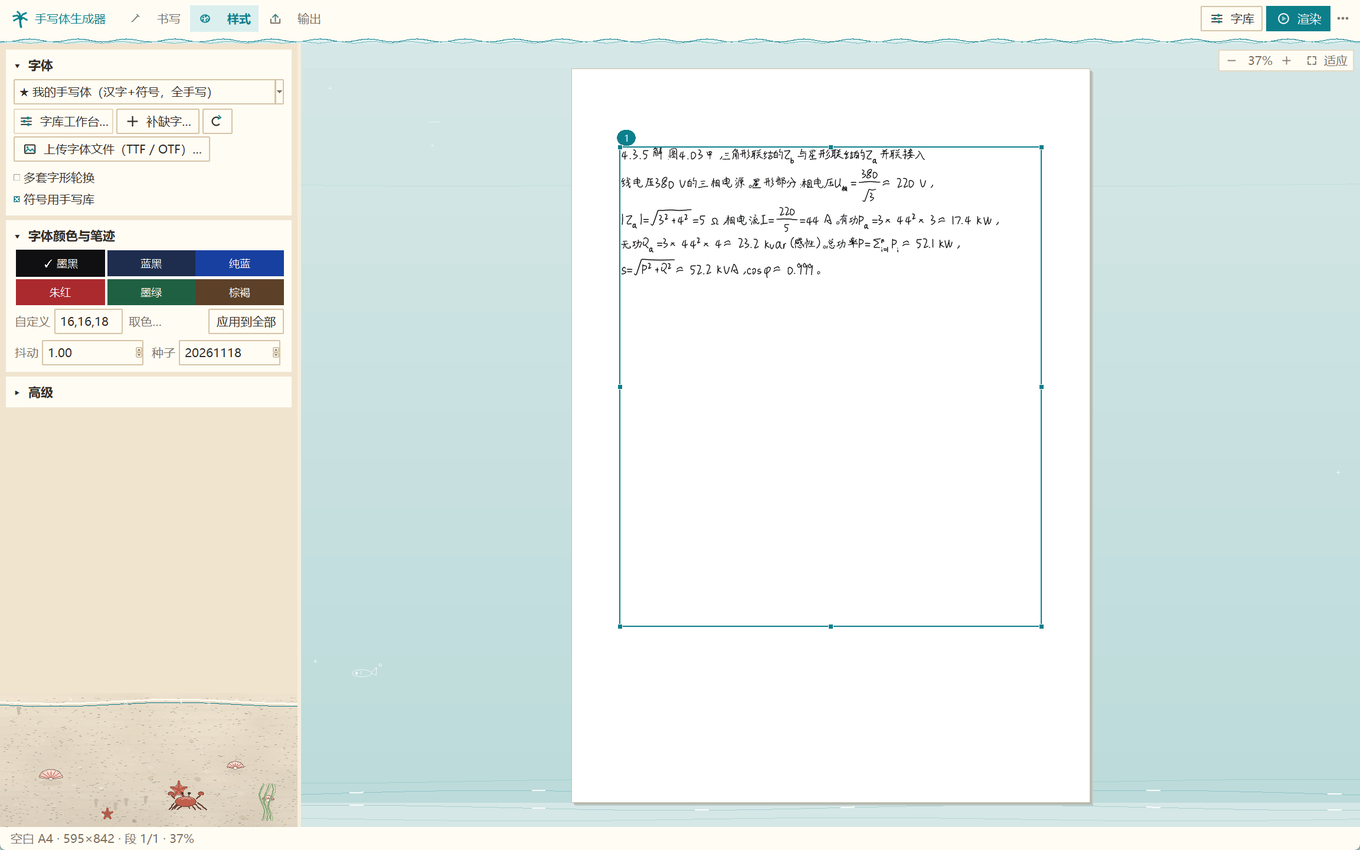 手写体生成器
书写
样式
输出
字库
渲染
字体
★ 我的手写体（汉字+符号，全手写）
字库工作台…
补缺字…
上传字体文件（TTF / OTF）…
多套字形轮换
符号用手写库
字体颜色与笔迹
✓ 墨黑
蓝黑
纯蓝
朱红
墨绿
棕褐
自定义 16,16,18 取色… 应用到全部
抖动 1.00 种子 20261118
高级
37%
适应
1
4.3.5 解 图4.03中,三角形联结的Z_b与星形联结的Z_a并联接入
线电压380 V的三相电源。星形部分,相电压U_相=380/√3≈ 220 V,
|Z_a|=√(3²+4²)=5 Ω,相电流I=220/5=44 A。有功P_a=3× 44²× 3≈ 17.4 kW,
无功Q_a=3× 44²× 4≈ 23.2 kvar(感性)。总功率P=∑ⁿᵢ₌₁ Pᵢ ≈ 52.1 kW,
S=√(P²+Q²)≈ 52.2 kVA,cosφ≈ 0.999。
空白 A4 · 595×842 · 段 1/1 · 37%